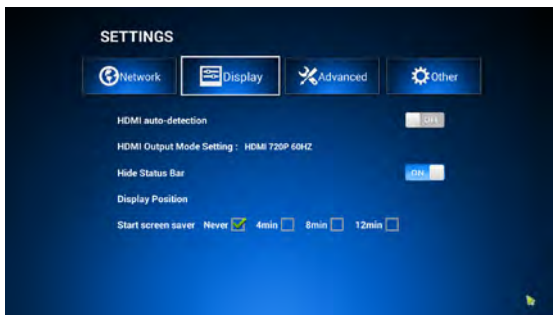 SETTINGS
Network Display Advanced Other
HDMI auto-detection OFF
HDMI Output Mode Setting : HDMI 720P 60HZ
Hide Status Bar ON
Display Position
Start screen saver Never 4min 8min 12min